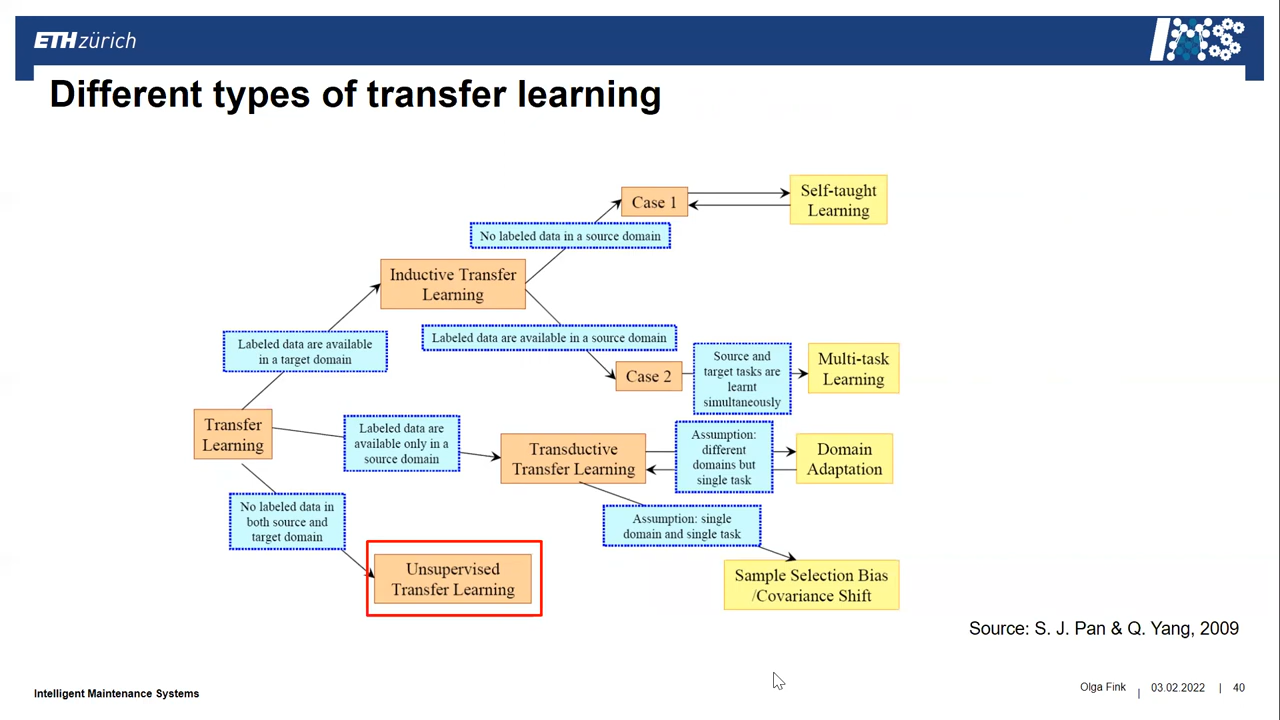 ETH zürich
IMS
Different types of transfer learning
Case 1
Self-taught
Learning
No labeled data in a source domain
Inductive Transfer
Learning
Labeled data are available in a source domain
Labeled data are available
in a target domain
Case 2
Source and
target tasks are
learnt
simultaneously
Multi-task
Learning
Transfer
Learning
Labeled data are
available only in a
source domain
Transductive
Transfer Learning
Assumption:
different
domains but
single task
Domain
Adaptation
No labeled data in
both source and
target domain
Assumption: single
domain and single task
Unsupervised
Transfer Learning
Sample Selection Bias
/Covariance Shift
Source: S. J. Pan & Q. Yang, 2009
Intelligent Maintenance Systems
Olga Fink | 03.02.2022 | 40